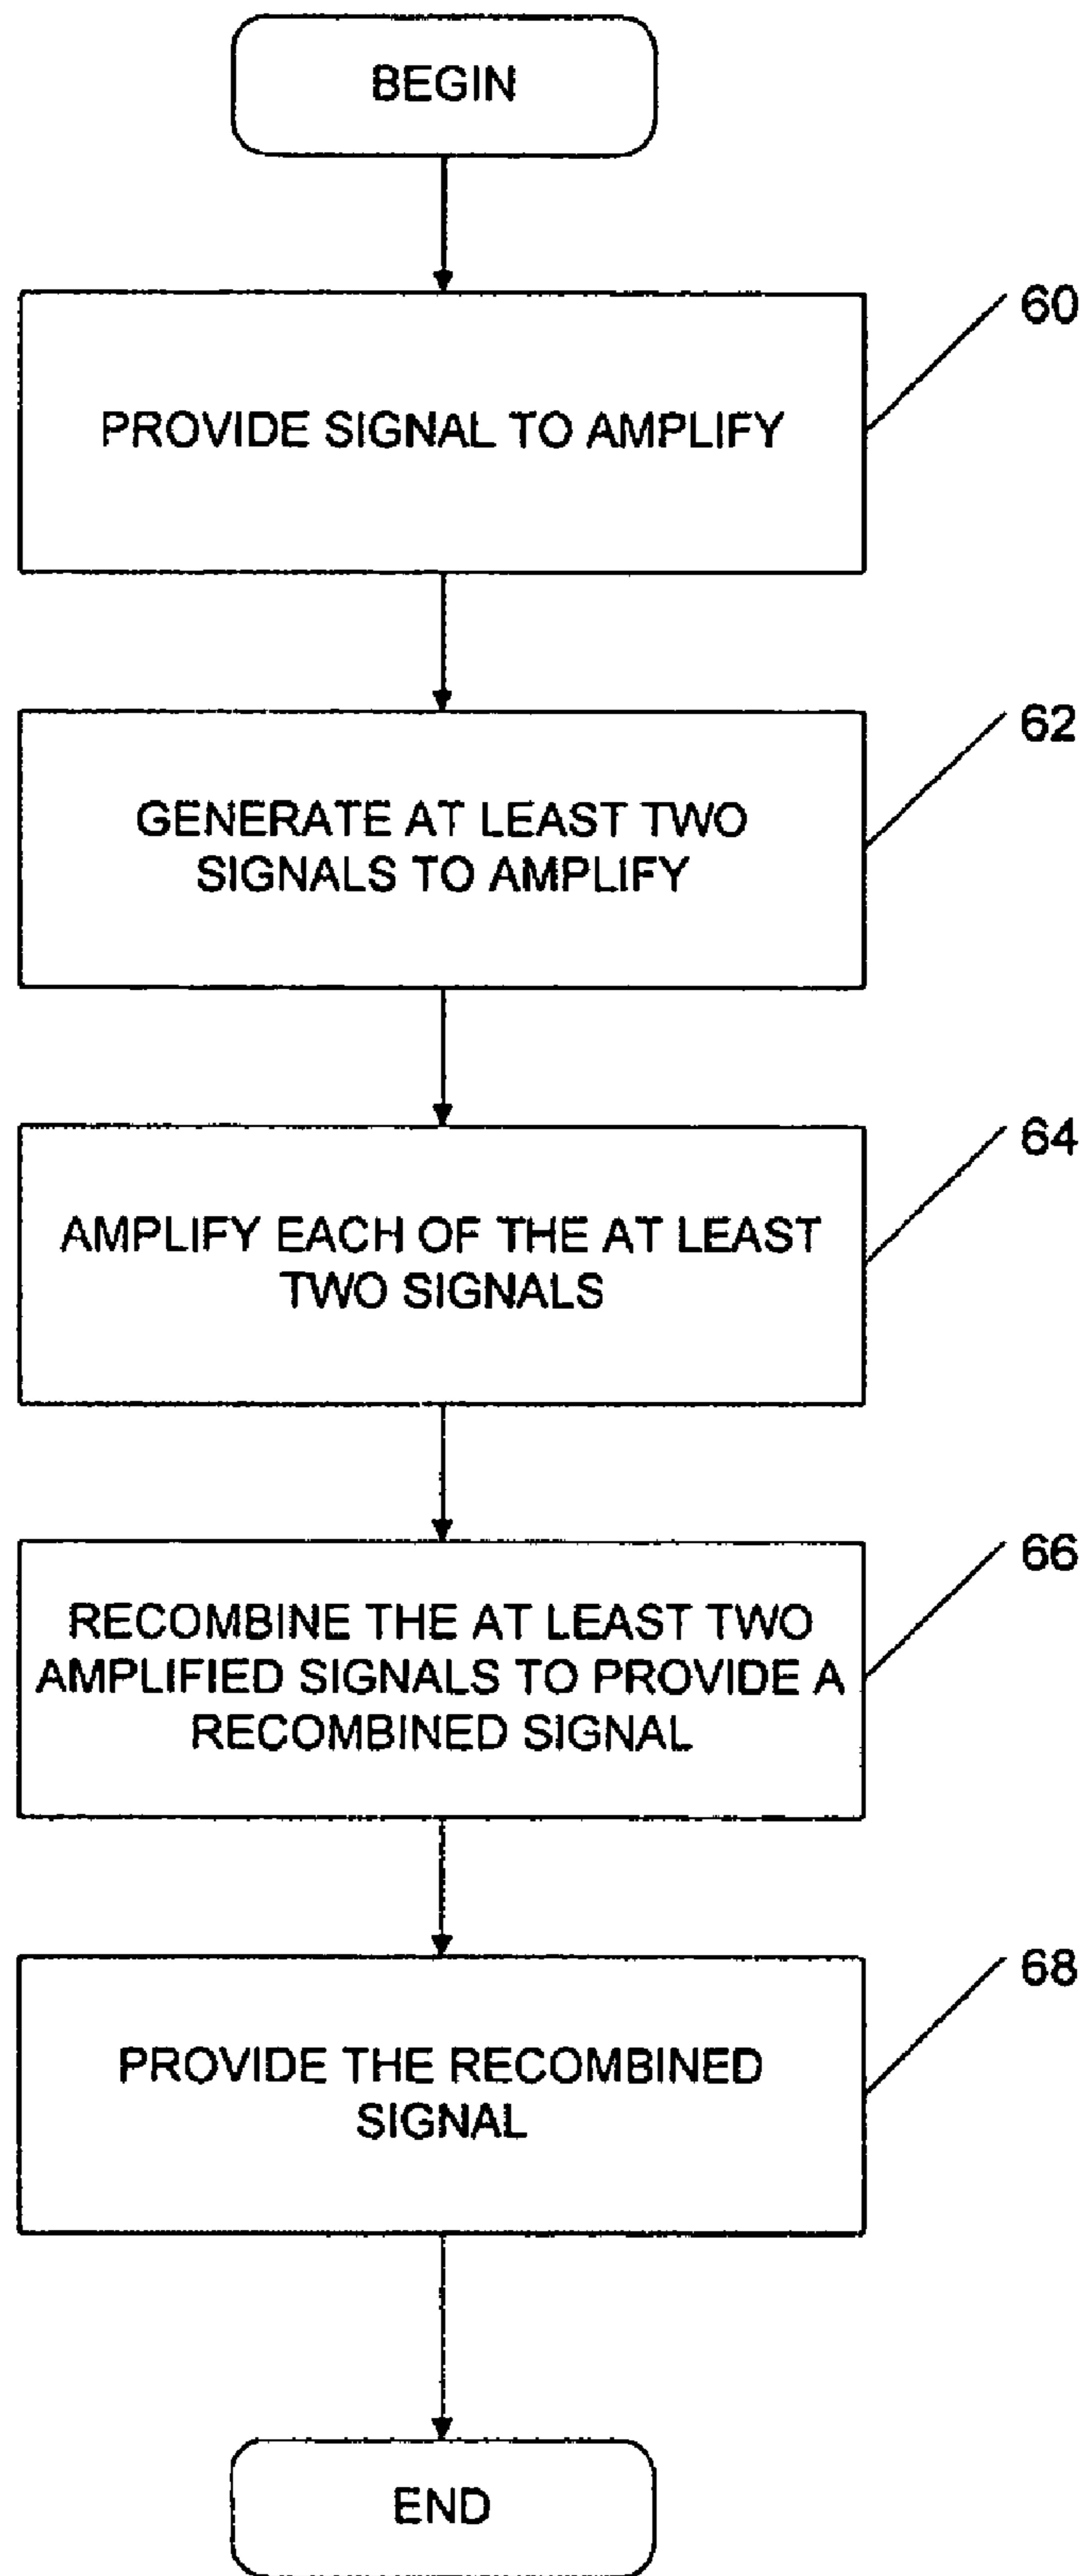 BEGIN
60
PROVIDE SIGNAL TO AMPLIFY
62
GENERATE AT LEAST TWO
SIGNALS TO AMPLIFY
64
AMPLIFY EACH OF THE AT LEAST
TWO SIGNALS
66
RECOMBINE THE AT LEAST TWO
AMPLIFIED SIGNALS TO PROVIDE A
RECOMBINED SIGNAL
68
PROVIDE THE RECOMBINED
SIGNAL
END